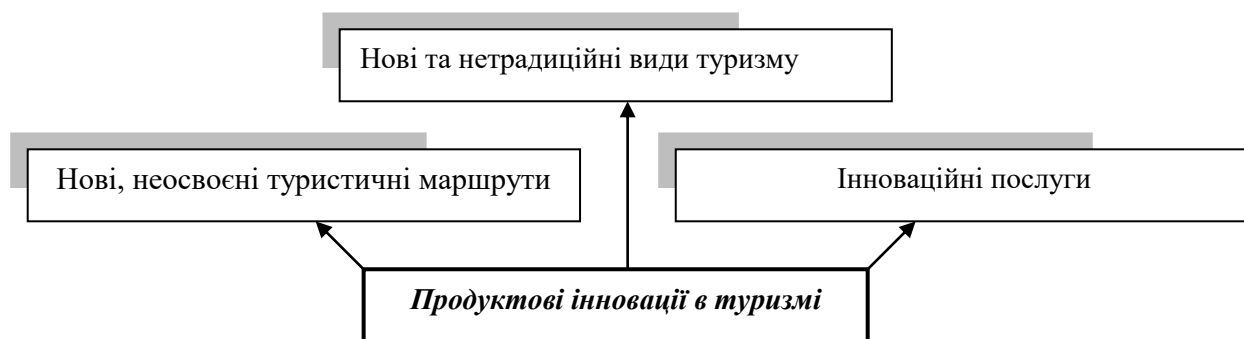 Нові та нетрадиційні види туризму
Нові, неосвоєні туристичні маршрути
Інноваційні послуги
Продуктові інновації в туризмі